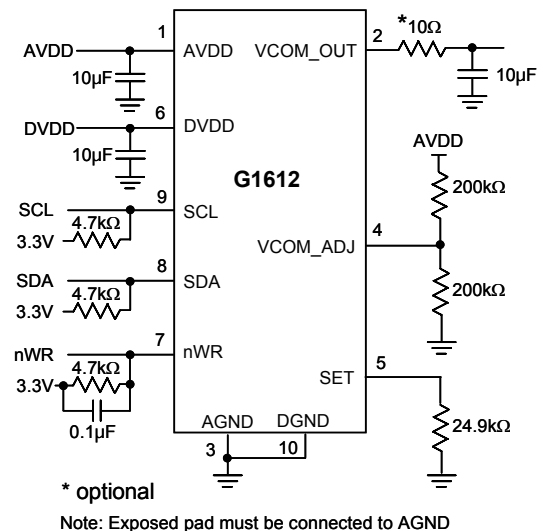 1
AVDD
AVDD
10µF
6
DVDD
DVDD
10µF
G1612
9
SCL
SCL
4.7kΩ
3.3V
8
SDA
SDA
4.7kΩ
3.3V
7
nWR
nWR
4.7kΩ
3.3V
0.1µF
VCOM_OUT
2
*10Ω
10µF
AVDD
200kΩ
4
VCOM_ADJ
200kΩ
5
SET
24.9kΩ
AGND DGND
3 10
* optional
Note: Exposed pad must be connected to AGND